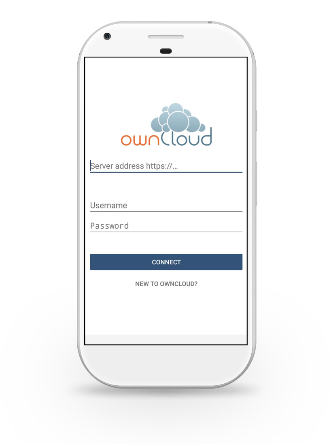 ownCloud
Server address https://...
Username
Password
CONNECT
NEW TO OWNCLOUD?